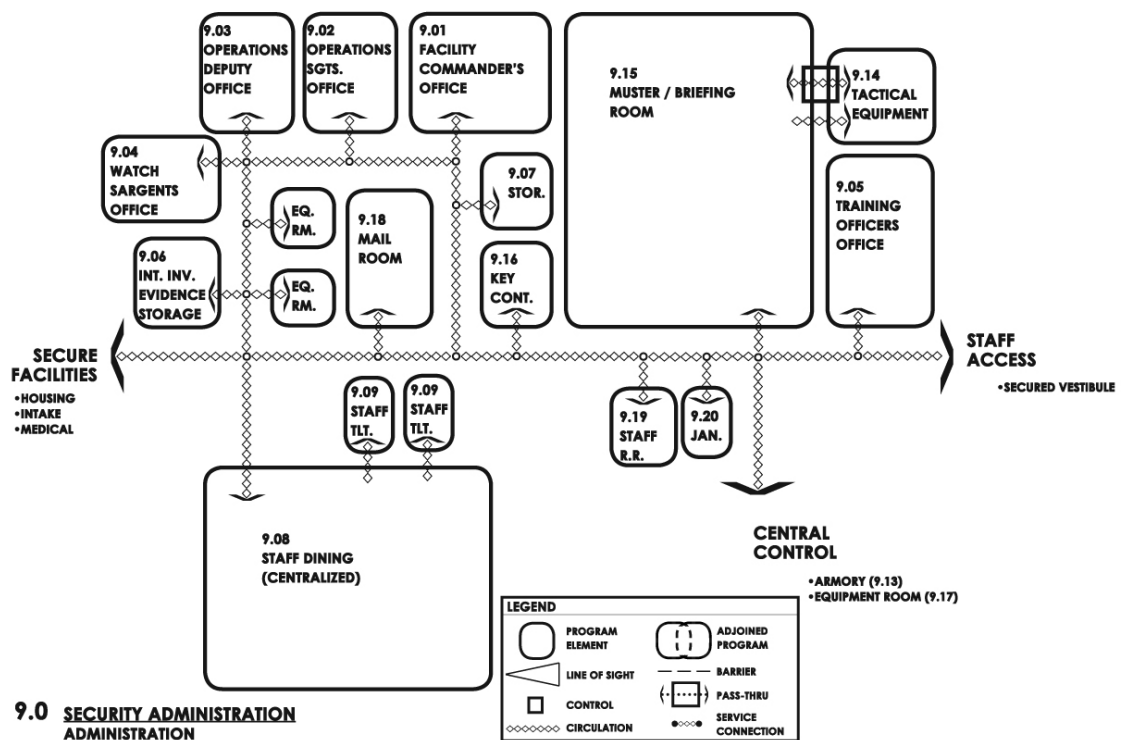 9.03
OPERATIONS
DEPUTY
OFFICE
9.02
OPERATIONS
SGTS.
OFFICE
9.01
FACILITY
COMMANDER'S
OFFICE
9.15
MUSTER / BRIEFING
ROOM
9.14
TACTICAL
EQUIPMENT
9.04
WATCH
SARGENTS
OFFICE
9.07
STOR.
9.05
TRAINING
OFFICERS
OFFICE
EQ.
RM.
9.18
MAIL
ROOM
9.06
INT. INV.
EVIDENCE
STORAGE
EQ.
RM.
9.16
KEY
CONT.
SECURE
FACILITIES
•HOUSING
•INTAKE
•MEDICAL
STAFF
ACCESS
•SECURED VESTIBULE
9.09
STAFF
TLT.
9.09
STAFF
TLT.
9.19
STAFF
R.R.
9.20
JAN.
9.08
STAFF DINING
(CENTRALIZED)
CENTRAL
CONTROL
•ARMORY (9.13)
•EQUIPMENT ROOM (9.17)
LEGEND
PROGRAM
ELEMENT
ADJOINED
PROGRAM
LINE OF SIGHT
BARRIER
CONTROL
PASS-THRU
CIRCULATION
SERVICE
CONNECTION
9.0 SECURITY ADMINISTRATION
ADMINISTRATION